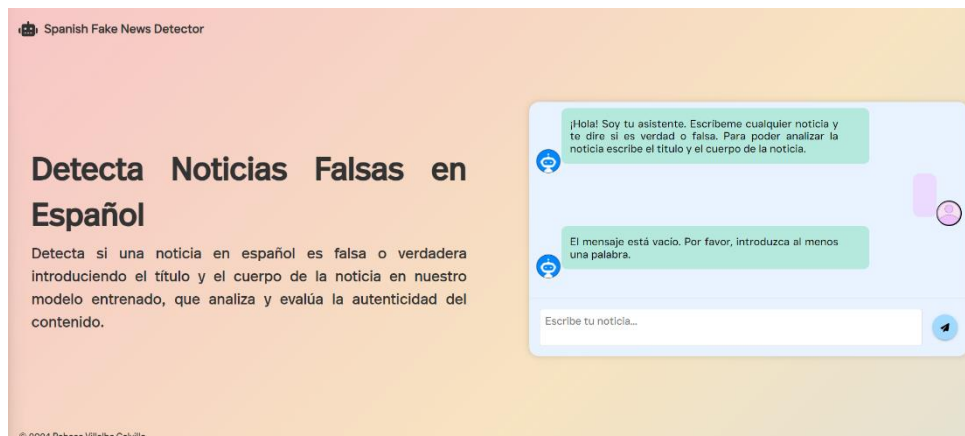 Spanish Fake News Detector
Detecta Noticias Falsas en
Español
Detecta si una noticia en español es falsa o verdadera
introduciendo el título y el cuerpo de la noticia en nuestro
modelo entrenado, que analiza y evalúa la autenticidad del
contenido.
¡Hola! Soy tu asistente. Escribeme cualquier noticia y
te dire si es verdad o falsa. Para poder analizar la
noticia escribe el titulo y el cuerpo de la noticia.
El mensaje está vacío. Por favor, introduzca al menos
una palabra.
Escribe tu noticia...